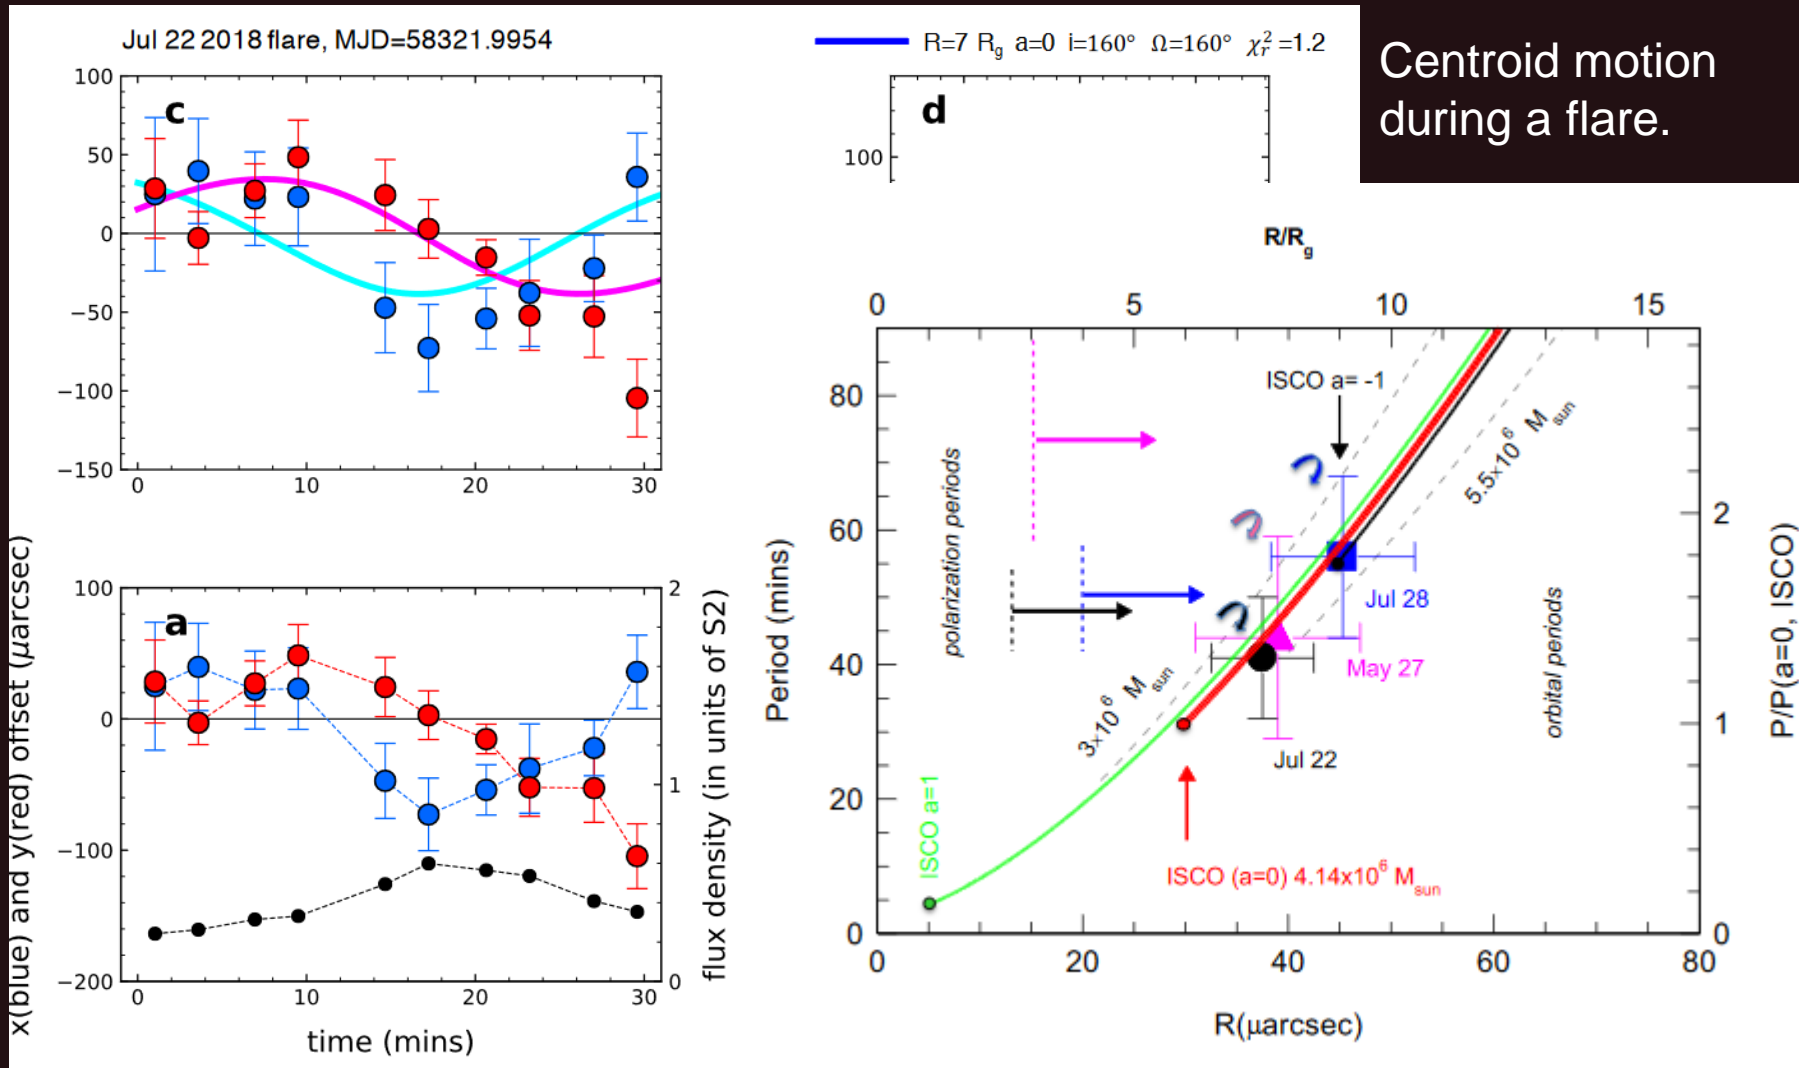 Jul 22 2018 flare, MJD=58321.9954
R=7 Rg a=0 i=160° Ω=160° χr² =1.2
Centroid motion
during a flare.
c
100
50
0
−50
−100
−150
0
10
20
30
d
100
a
x(blue) and y(red) offset (μarcsec)
100
0
−100
−200
0
10
20
30
time (mins)
2
1
0
flux density (in units of S2)
R/Rg
0
5
10
15
Period (mins)
80
60
40
20
0
0
20
40
60
80
R(μarcsec)
2
1
0
P/P(a=0, ISCO)
ISCO a= -1
5.5×10⁶ Msun
polarization periods
Jul 28
May 27
orbital periods
3×10⁶ Msun
Jul 22
ISCO a=1
ISCO (a=0) 4.14x10⁶ Msun